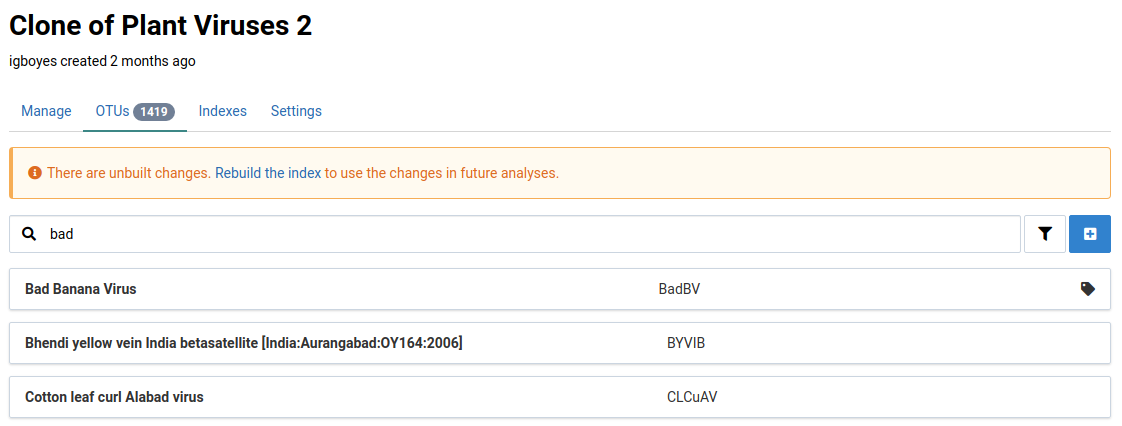 Clone of Plant Viruses 2
igboyes created 2 months ago
Manage OTUs 1419 Indexes Settings
There are unbuilt changes. Rebuild the index to use the changes in future analyses.
bad
Bad Banana Virus BadBV
Bhendi yellow vein India betasatellite [India:Aurangabad:OY164:2006] BYVIB
Cotton leaf curl Alabad virus CLCuAV